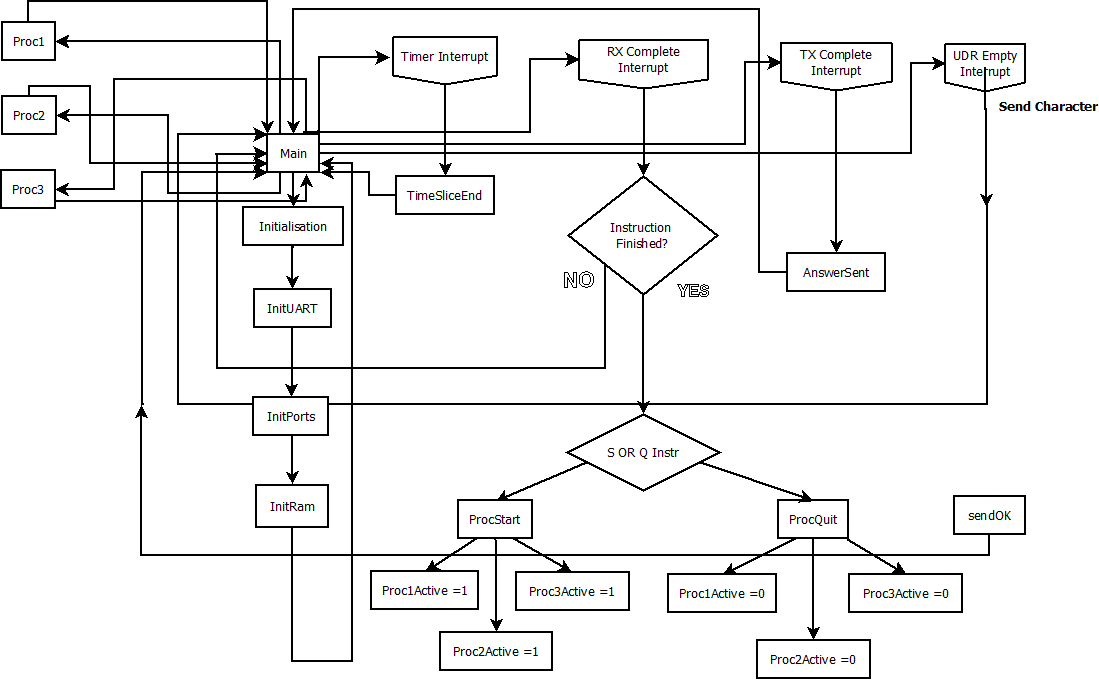 Proc1
Timer Interrupt
RX Complete
Interrupt
TX Complete
Interrupt
UDR Empty
Interrupt
Send Character
Proc2
Main
Proc3
TimeSliceEnd
Initialisation
Instruction
Finished?
AnswerSent
NO
YES
InitUART
InitPorts
S OR Q Instr
InitRam
ProcStart
ProcQuit
sendOK
Proc1Active =1
Proc3Active =1
Proc1Active =0
Proc3Active =0
Proc2Active =1
Proc2Active =0